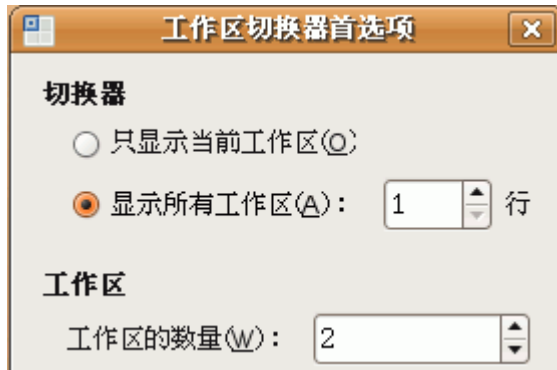 工作区切换器首选项
切换器
只显示当前工作区(O)
显示所有工作区(A): 1 行
工作区
工作区的数量(W): 2